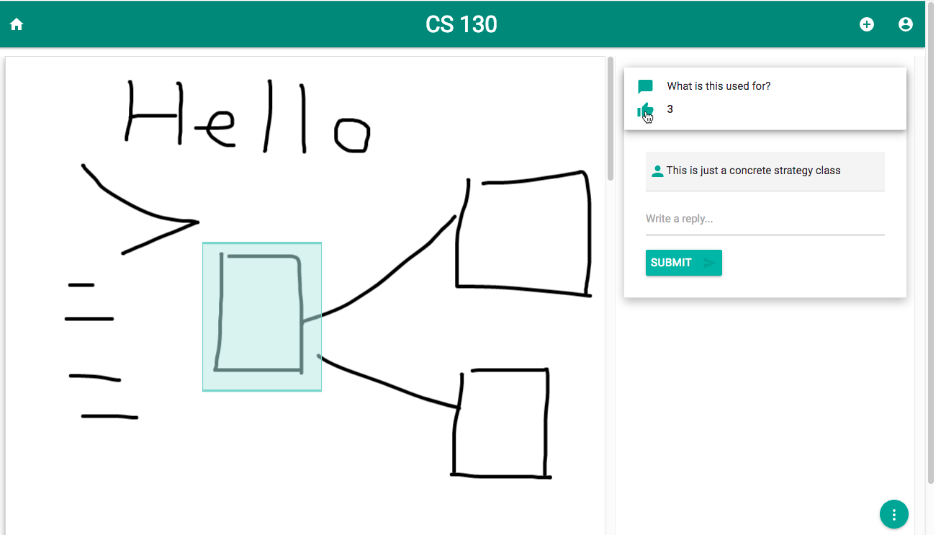 CS 130
Hello
What is this used for?
3
This is just a concrete strategy class
Write a reply...
SUBMIT